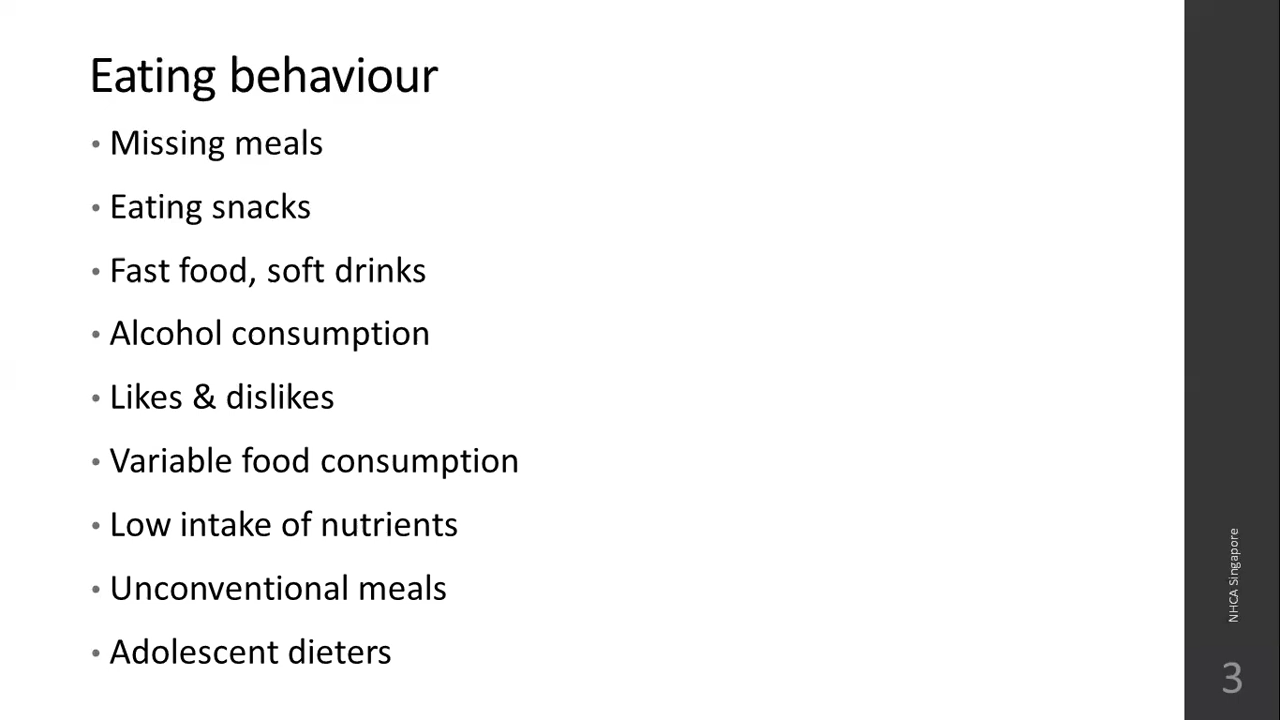 Eating behaviour
• Missing meals
• Eating snacks
• Fast food, soft drinks
• Alcohol consumption
• Likes & dislikes
• Variable food consumption
• Low intake of nutrients
• Unconventional meals
• Adolescent dieters
NHCA Singapore
3